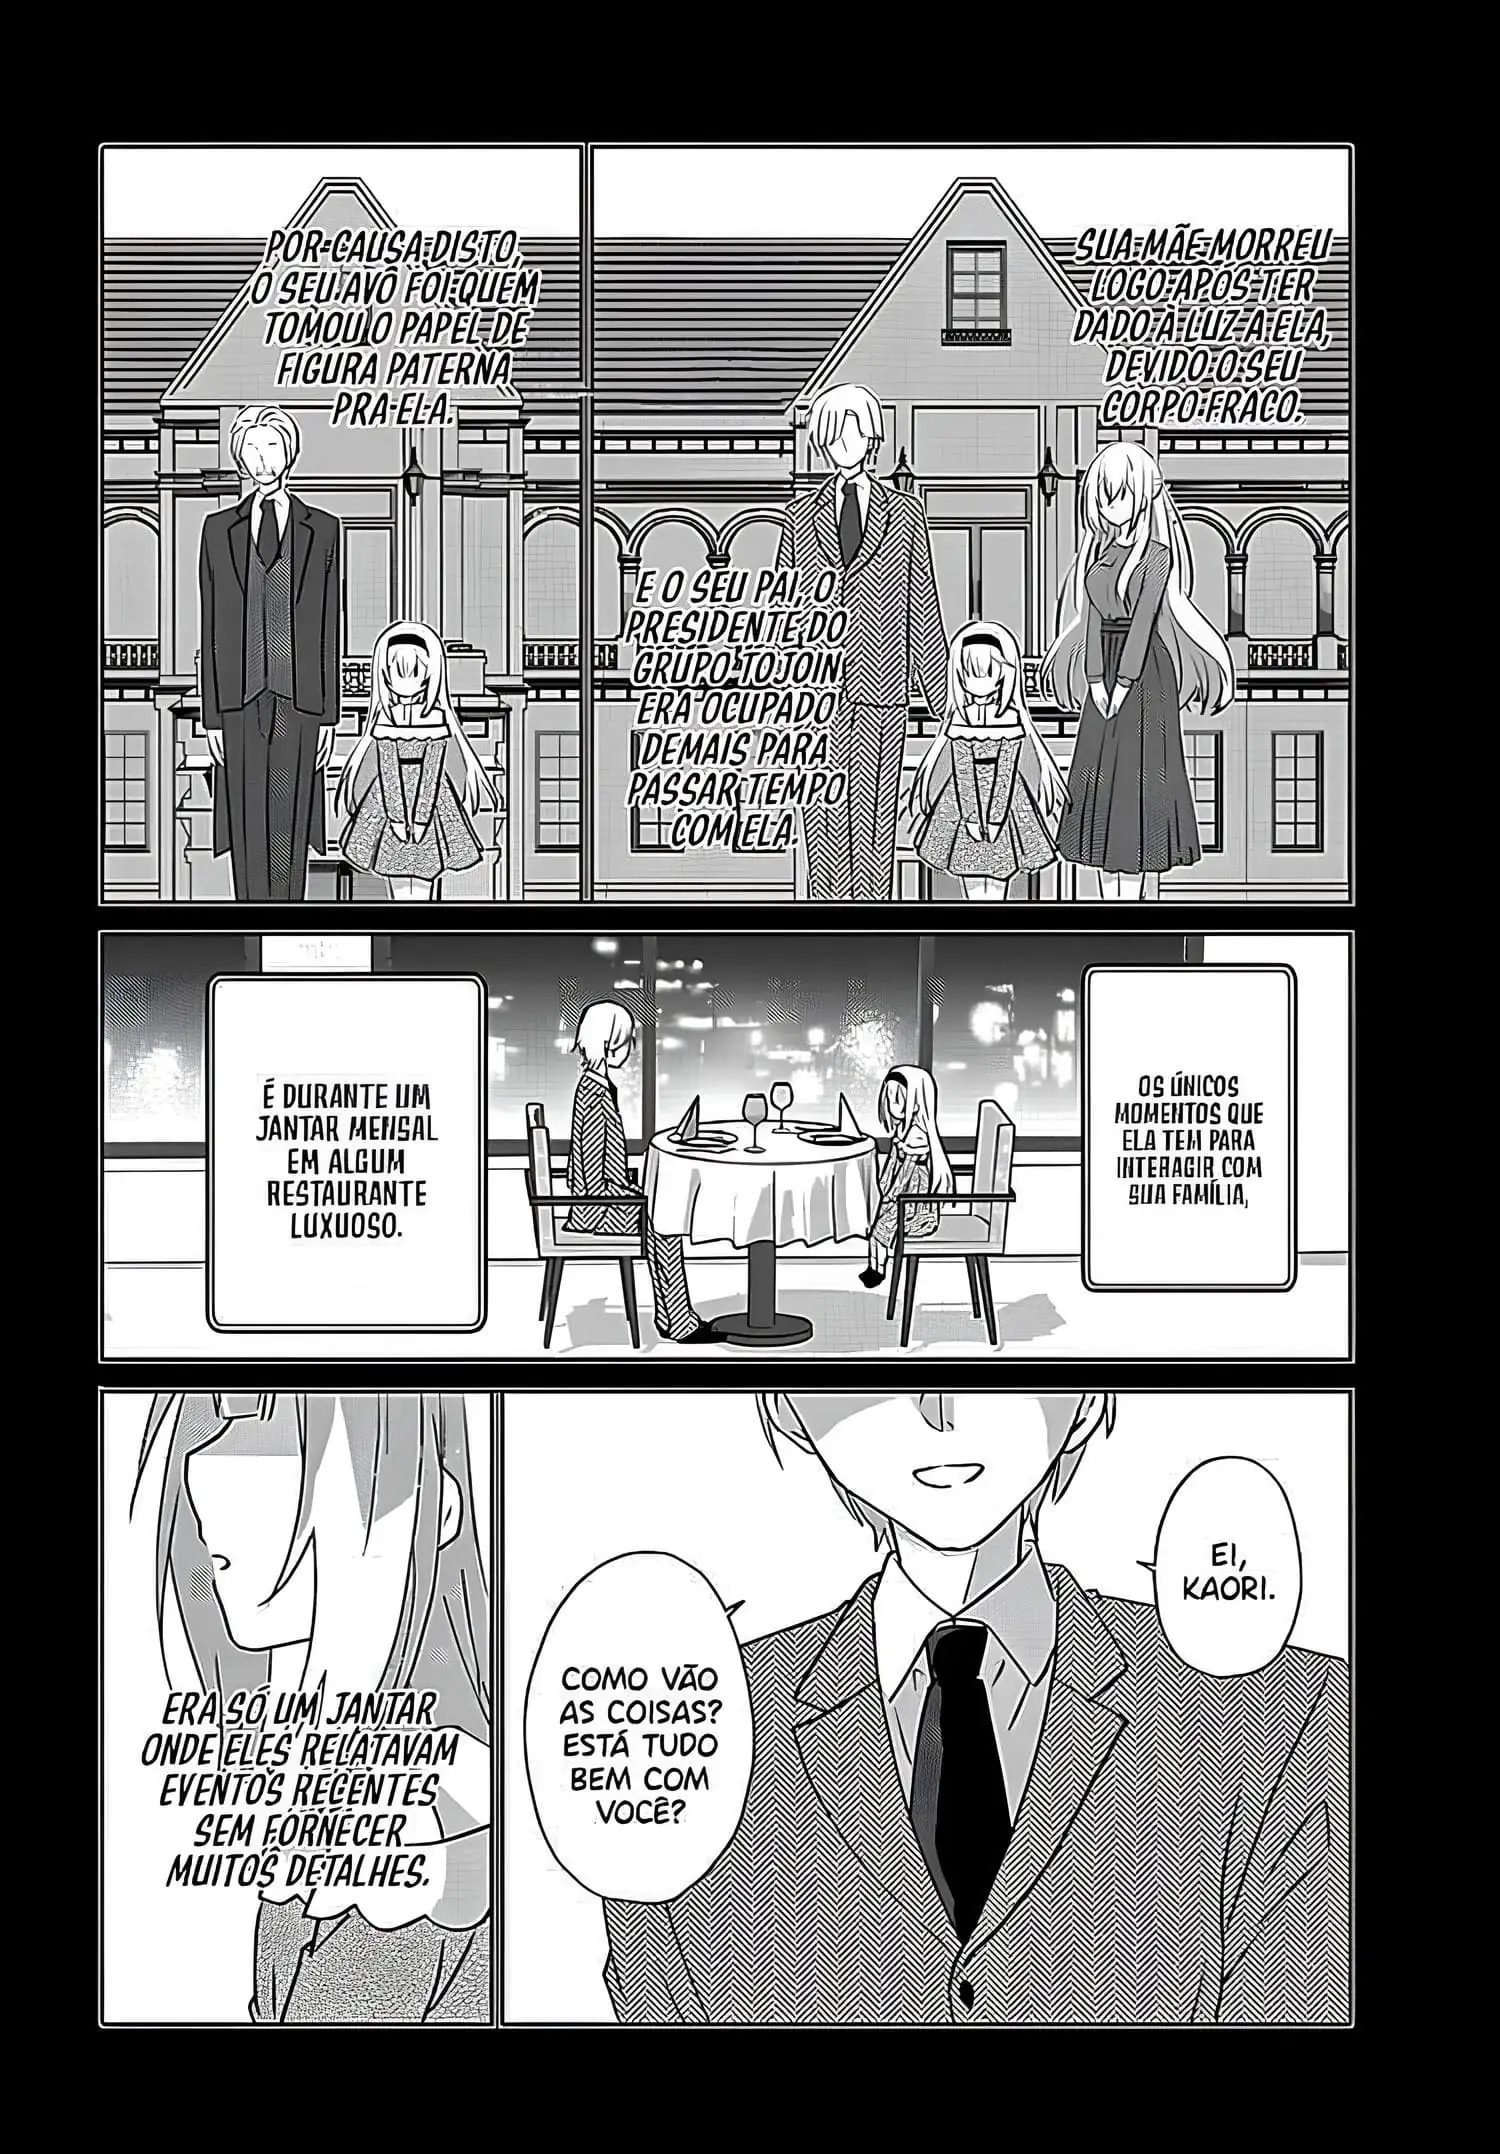 SUA MÃE MORREU
LOGO APÓS TER
DADO À LUZ A ELA,
DEVIDO O SEU
CORPO FRACO.
E O SEU PAI, O
PRESIDENTE DO
GRUPO TOJOIN
ERA OCUPADO
DEMAIS PARA
PASSAR TEMPO
COM ELA.
POR CAUSA DISTO,
O SEU AVÔ FOI QUEM
TOMOU O PAPEL DE
FIGURA PATERNA
PRA ELA.
OS ÚNICOS
MOMENTOS QUE
ELA TEM PARA
INTERAGIR COM
SUA FAMÍLIA,
É DURANTE UM
JANTAR MENSAL
EM ALGUM
RESTAURANTE
LUXUOSO.
EI,
KAORI.
COMO VÃO
AS COISAS?
ESTÁ TUDO
BEM COM
VOCÊ?
ERA SÓ UM JANTAR
ONDE ELES RELATAVAM
EVENTOS RECENTES
SEM FORNECER
MUITOS DETALHES.